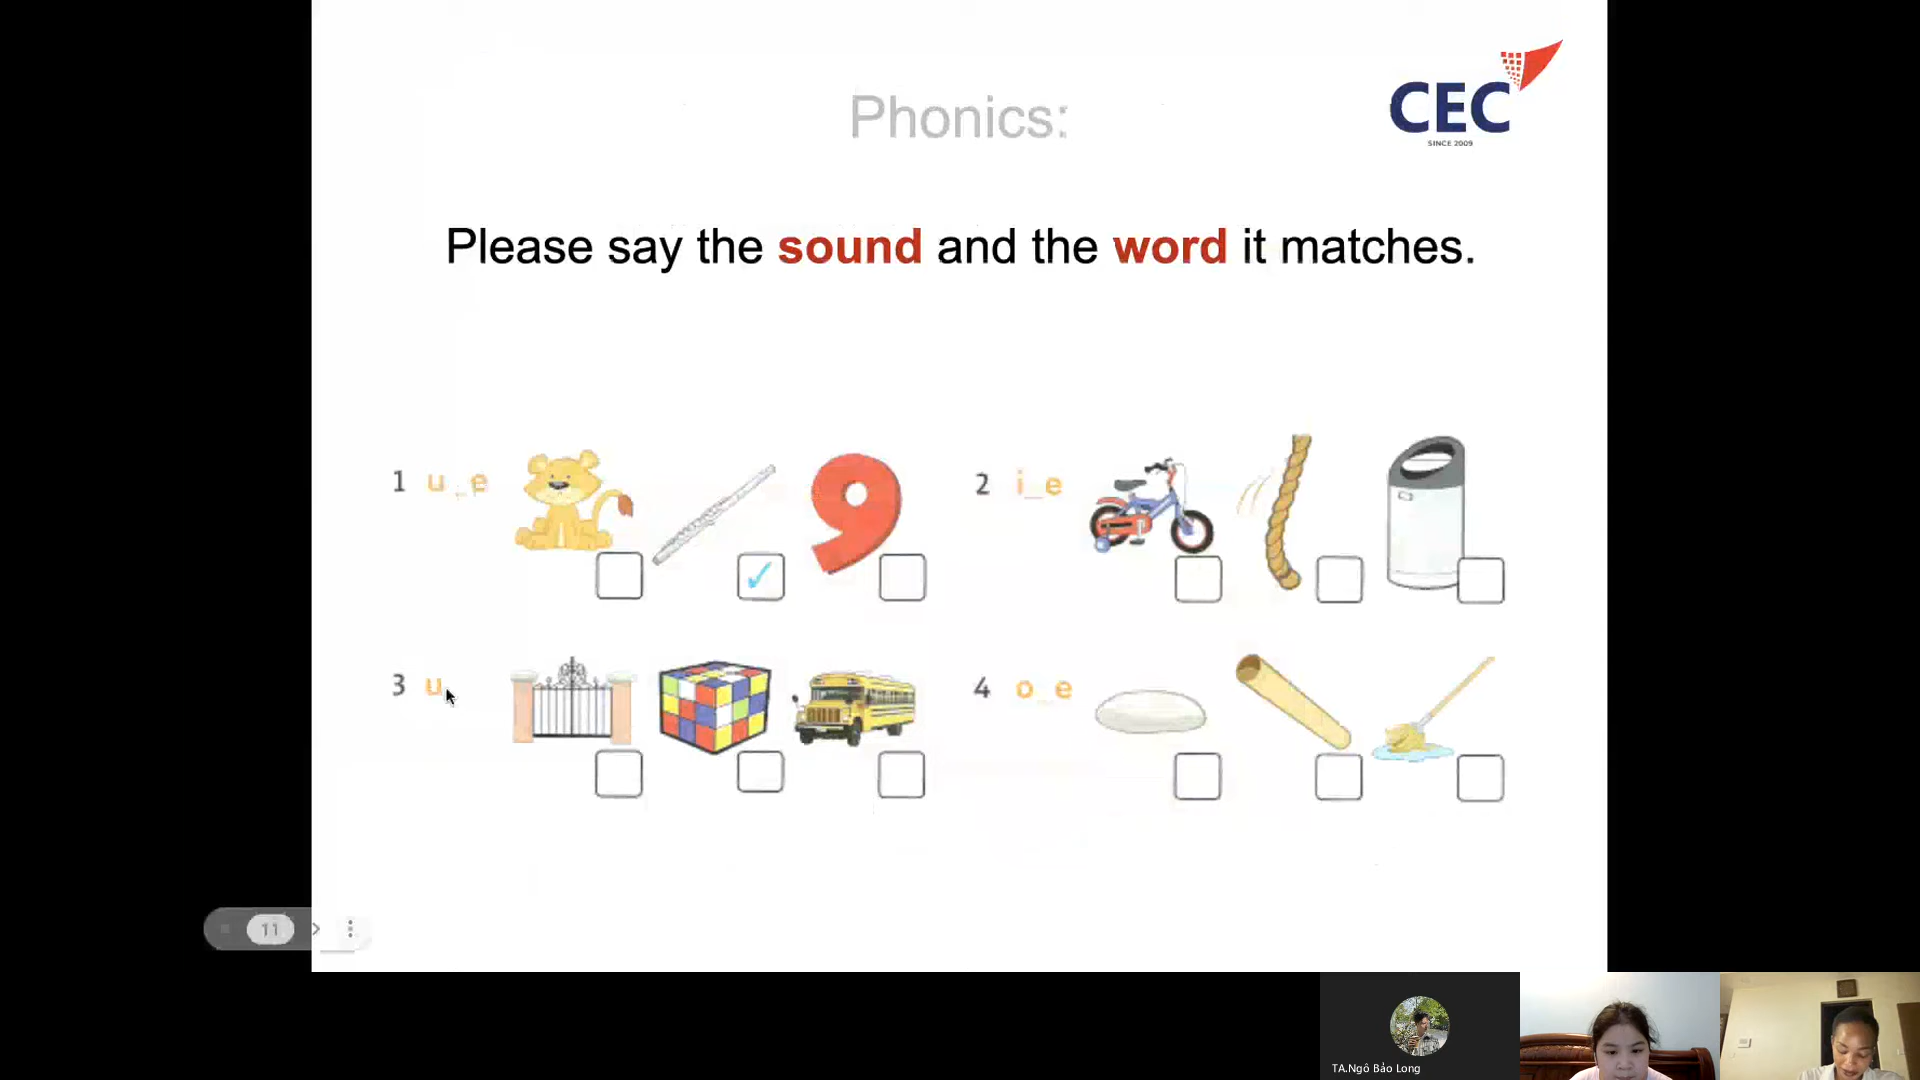 Phonics:
CEC
SINCE 2009
Please say the sound and the word it matches.
1 u_e
9
2 i_e
3 u
4 o_e
11
TA.Ngô Bảo Long